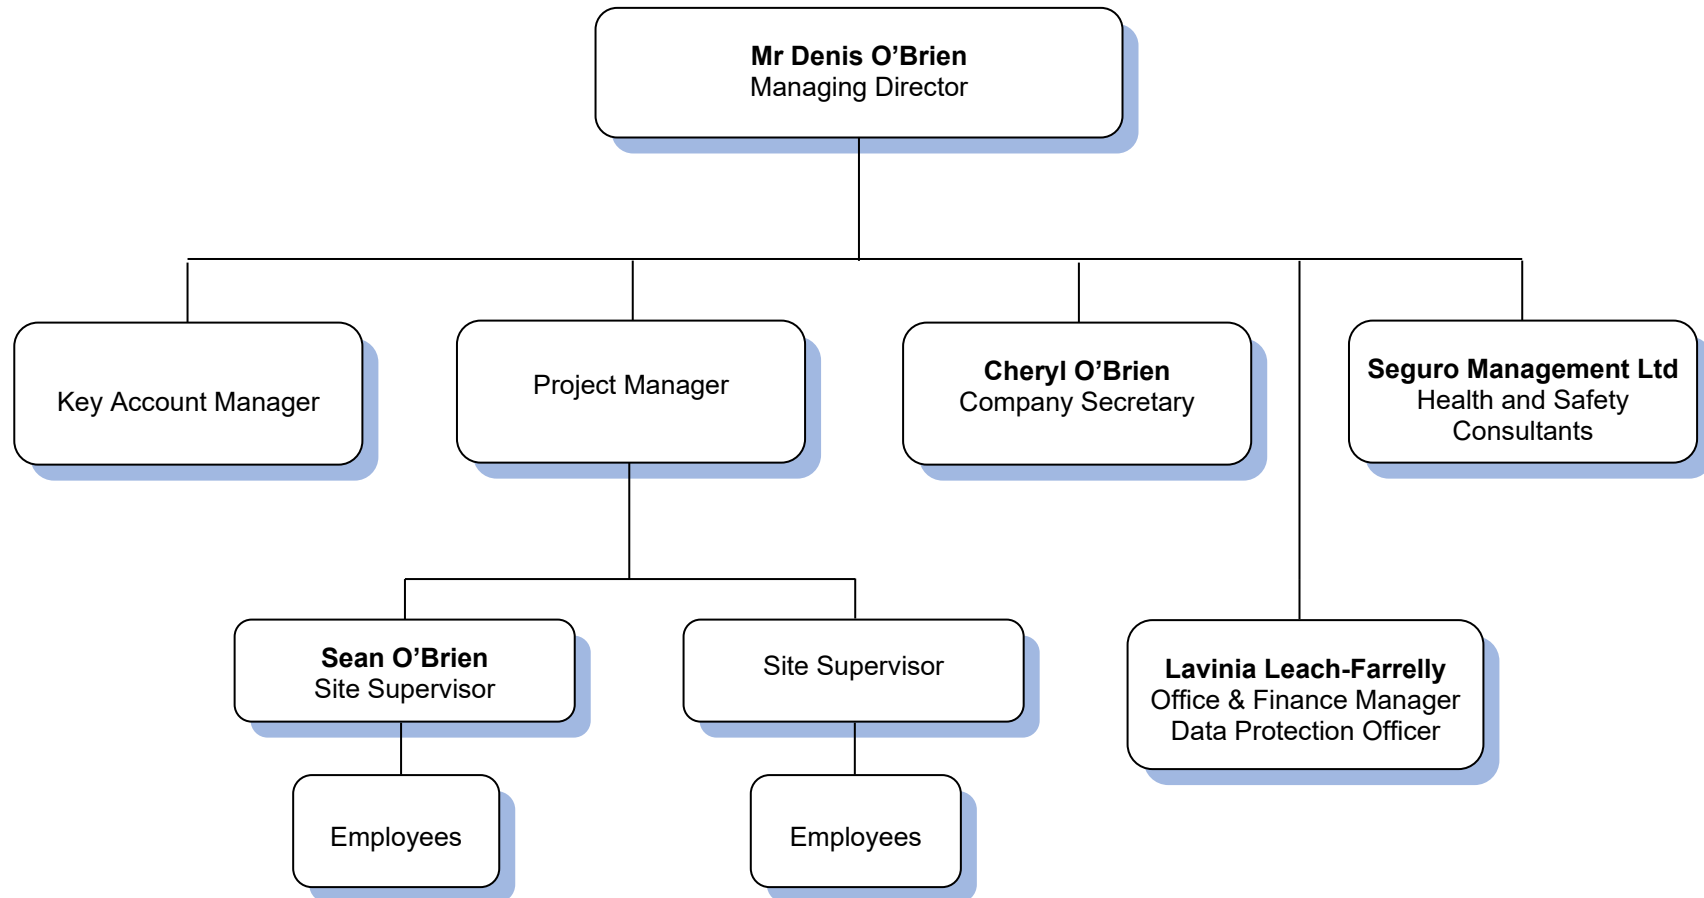 Mr Denis O’Brien
Managing Director
Key Account Manager
Project Manager
Cheryl O’Brien
Company Secretary
Seguro Management Ltd
Health and Safety
Consultants
Sean O’Brien
Site Supervisor
Site Supervisor
Lavinia Leach-Farrelly
Office & Finance Manager
Data Protection Officer
Employees
Employees